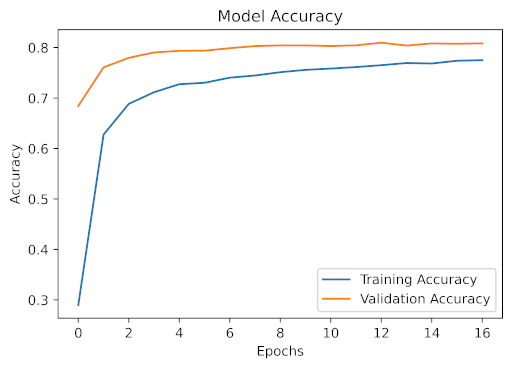 Model Accuracy
Accuracy
0.8
0.7
0.6
0.5
0.4
0.3
Training Accuracy
Validation Accuracy
0 2 4 6 8 10 12 14 16
Epochs